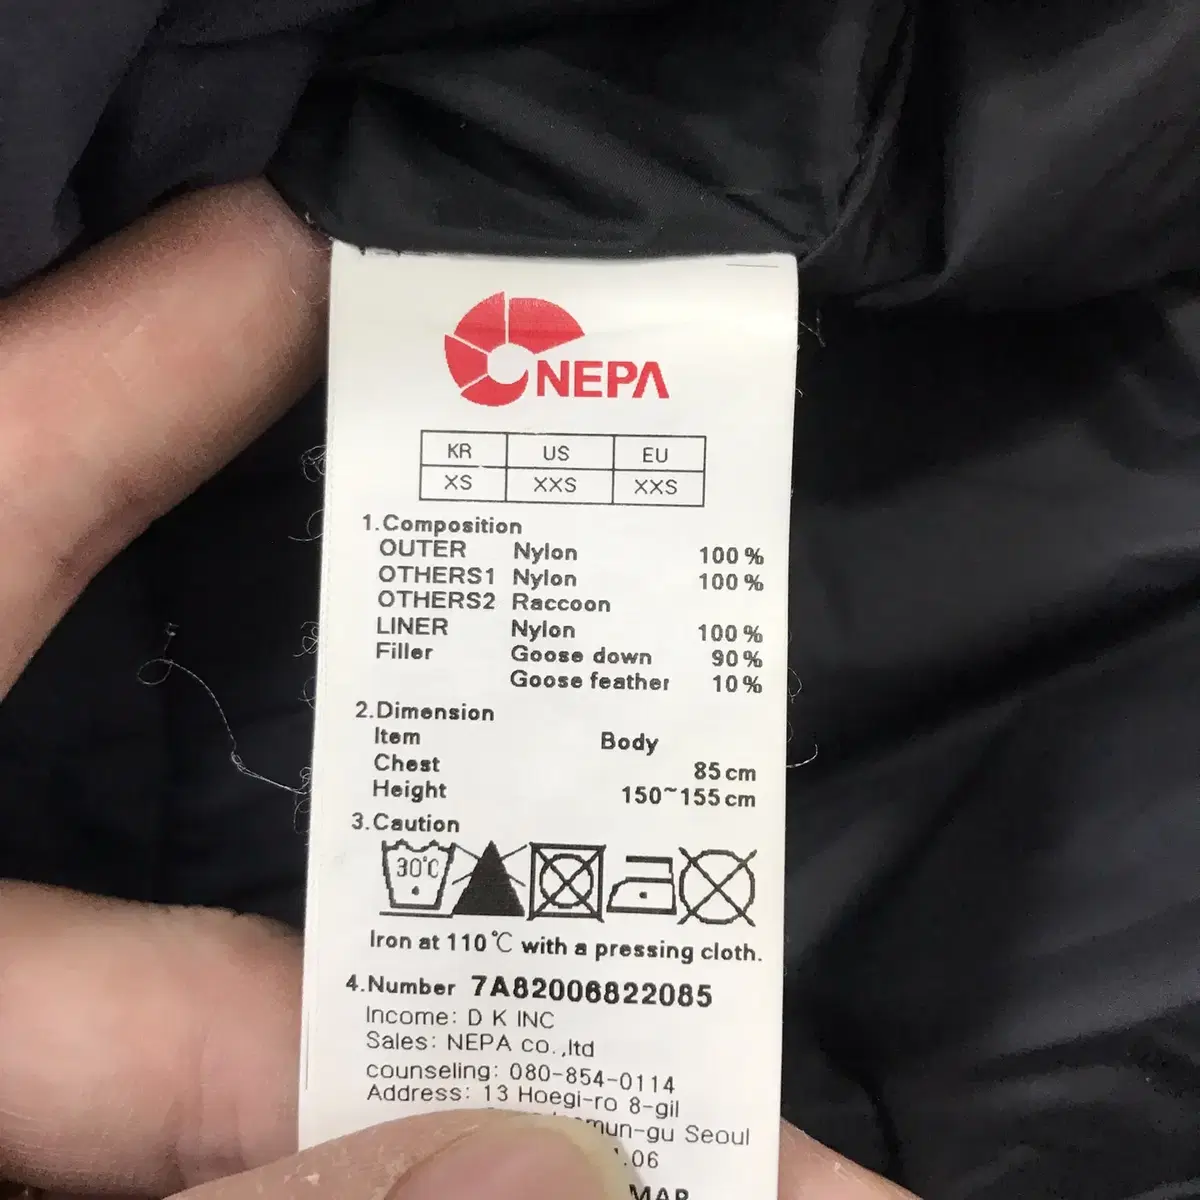 NEPA
KR US EU
XS XXS XXS
1.Composition
OUTER Nylon 100%
OTHERS1 Nylon 100%
OTHERS2 Raccoon
LINER Nylon 100%
Filler Goose down 90%
Goose feather 10%
2.Dimension
Item Body
Chest 85cm
Height 150~155cm
3.Caution
30℃
Iron at 110℃ with a pressing cloth.
4.Number 7A82006822085
Income: D K INC
Sales: NEPA co.,ltd
counseling: 080-854-0114
Address: 13 Hoegi-ro 8-gil
Seoul